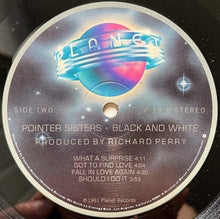 PLANET
SIDE TWO
P-18 STEREO
POINTER SISTERS • BLACK AND WHITE
PRODUCED BY RICHARD PERRY
WHAT A SURPRISE 4:11
GOT TO FIND LOVE 4:04
FALL IN LOVE AGAIN 4:30
SHOULD I DO IT 3:53
℗ 1981 Planet Records